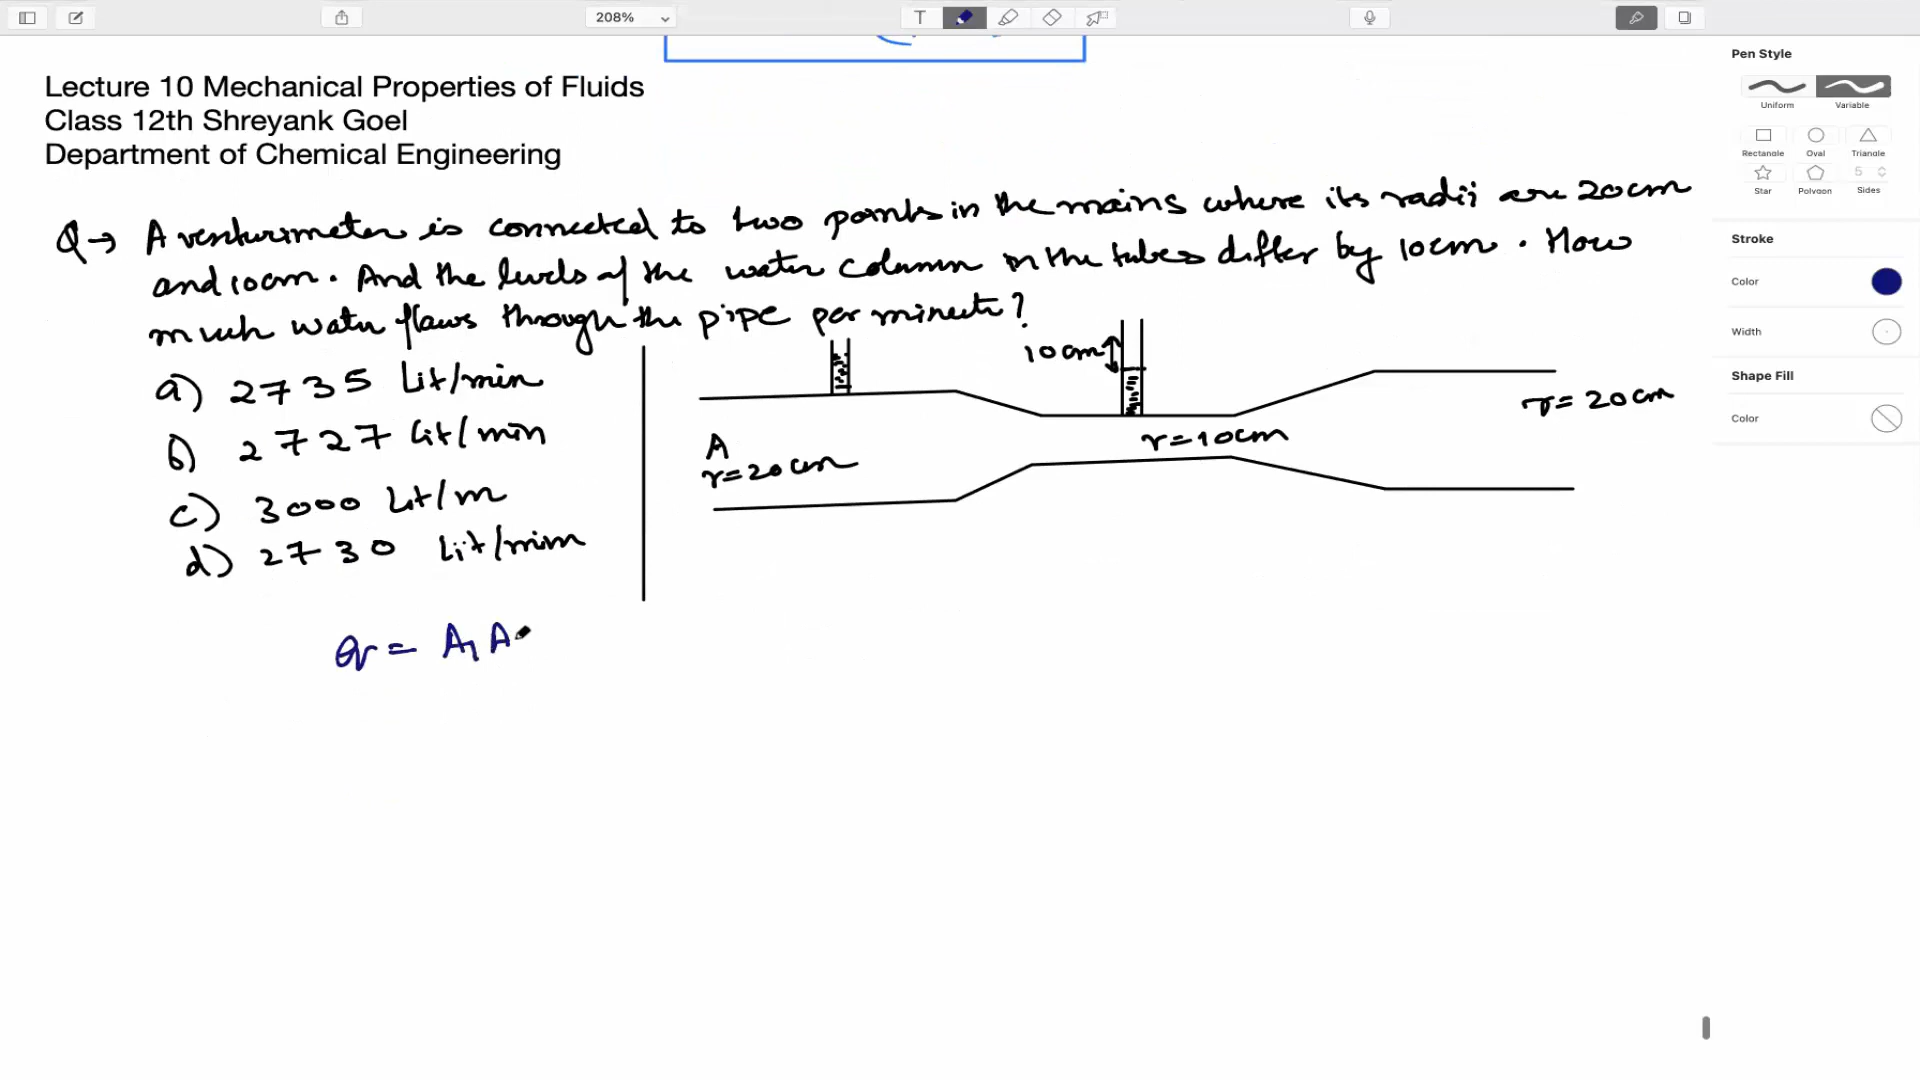 208%
T
Lecture 10 Mechanical Properties of Fluids
Class 12th Shreyank Goel
Department of Chemical Engineering
Q→ A venturimeter is connected to two points in the mains where its radii are 20cm
and 10cm. And the levels of the water column in the tubes differ by 10cm. How
much water flows through the pipe per minute?
a) 2735 Lit/min
b) 2727 Lit/min
c) 3000 Lit/m
d) 2730 Lit/min
10cm
A
r=20cm
r=10cm
r=20cm
Q = A₁ A
Pen Style
Uniform Variable
Rectangle Oval Triangle
5
Star Polygon Sides
Stroke
Color
Width
Shape Fill
Color